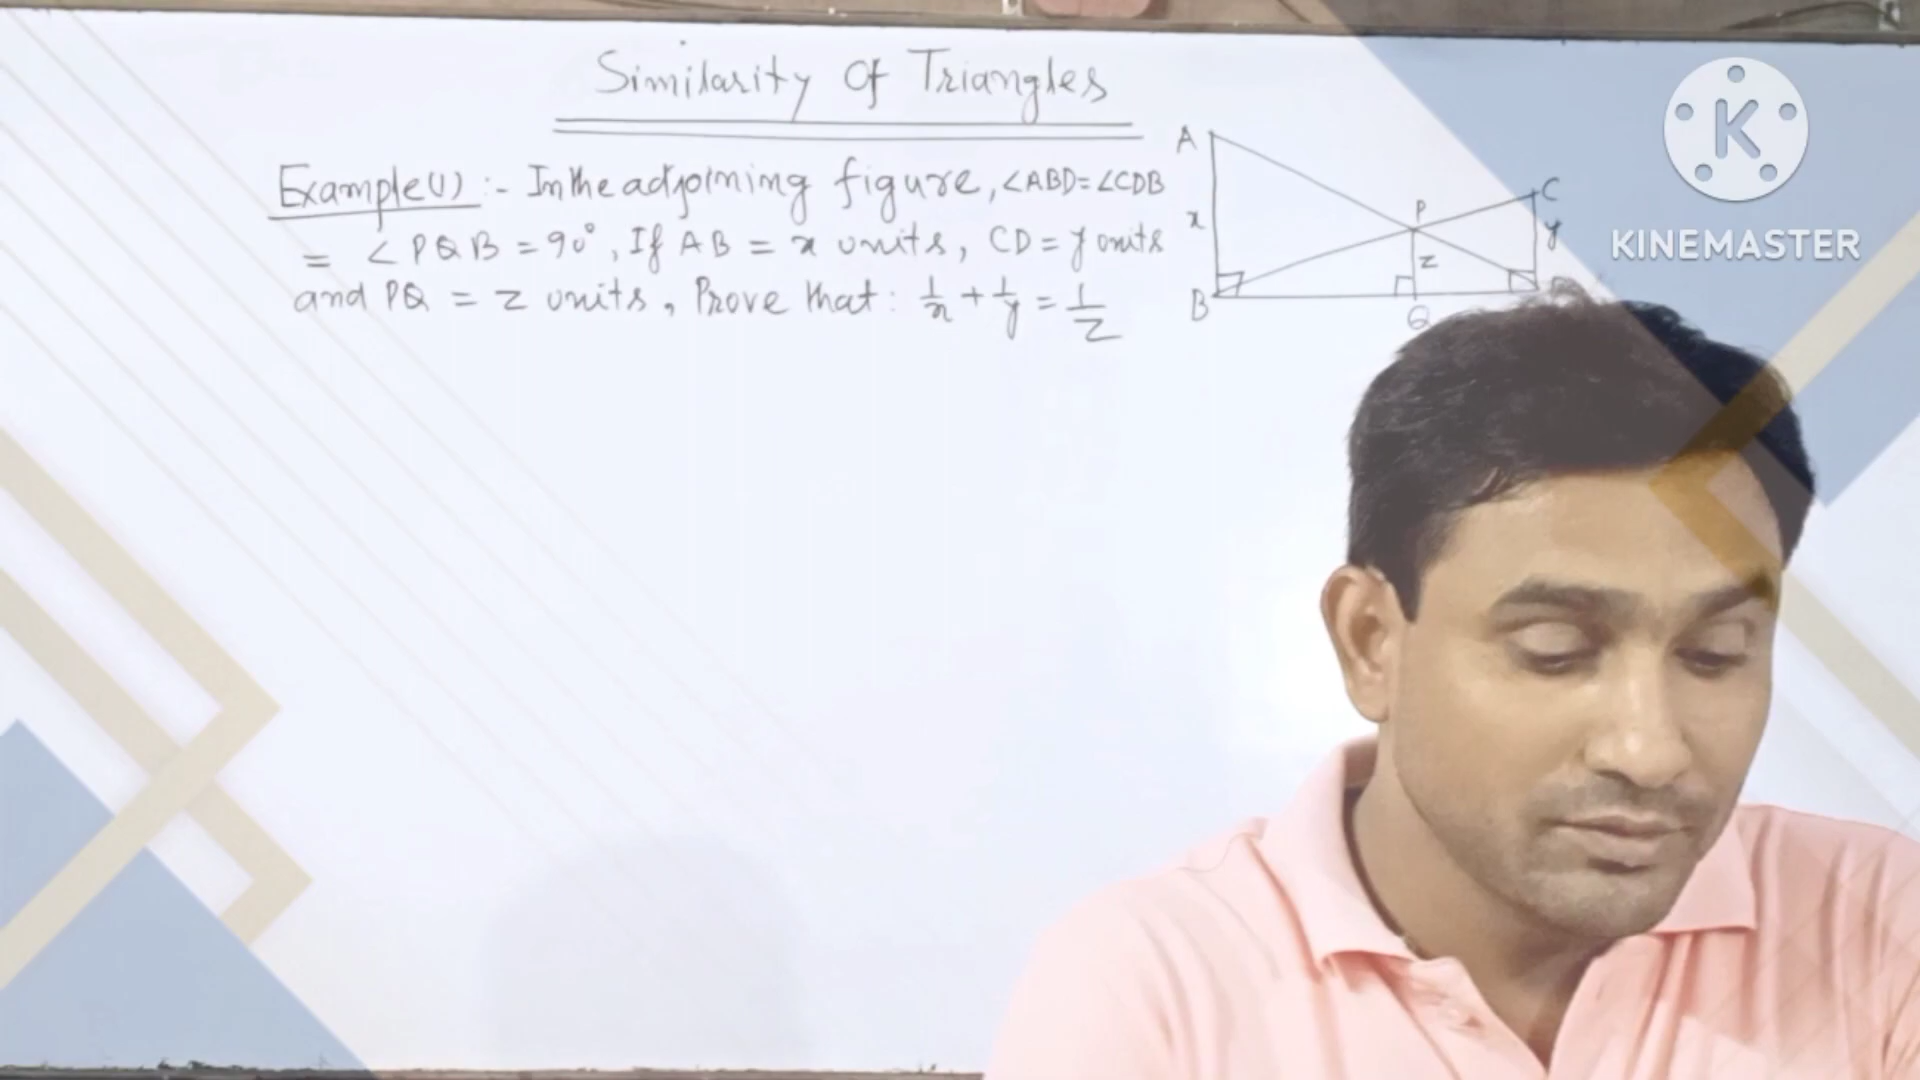 Similarity Of Triangles
Example(1) :- In the adjoining figure, ∠ABD=∠CDB
= ∠PQB = 90°, If AB = x units, CD = y units
and PQ = z units, Prove that: 1/x + 1/y = 1/z
A
C
P
x
y
z
B
Q
K
KINEMASTER